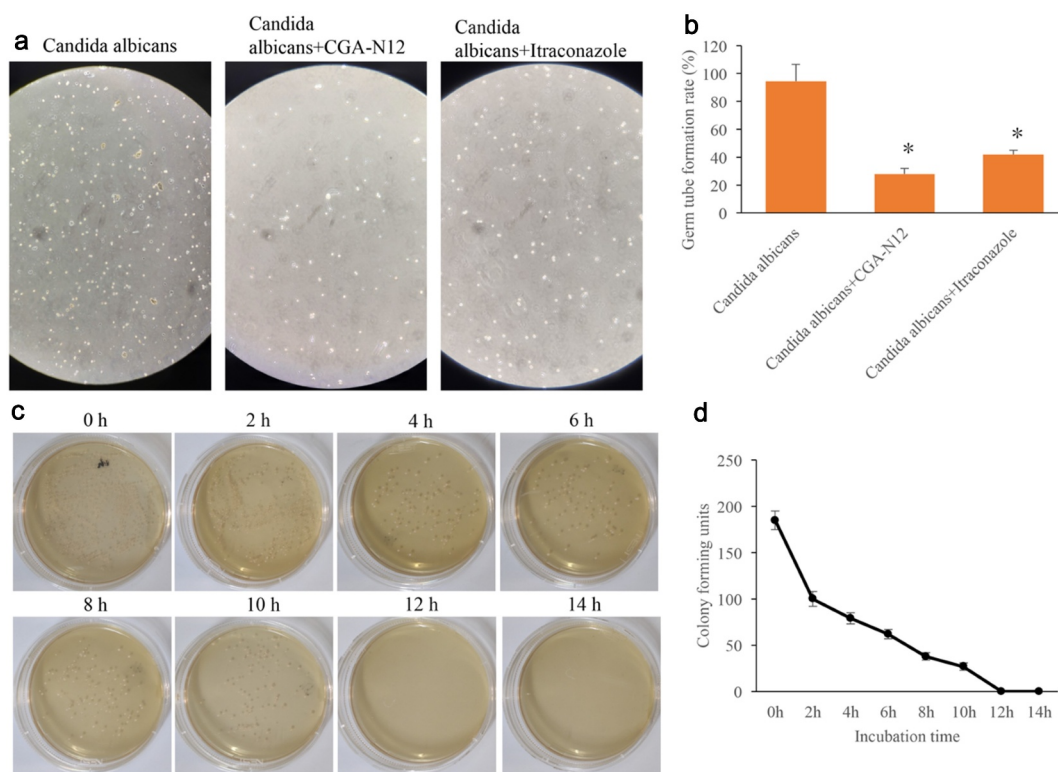 a
Candida albicans
Candida
albicans+CGA-N12
Candida
albicans+Itraconazole
b
Germ tube formation rate (%)
120
100
80
60
40
20
0
*
*
Candida albicans
Candida albicans+CGA-N12
Candida albicans+Itraconazole
c
0 h
2 h
4 h
6 h
8 h
10 h
12 h
14 h
d
Colony forming units
250
200
150
100
50
0
0h
2h
4h
6h
8h
10h
12h
14h
Incubation time